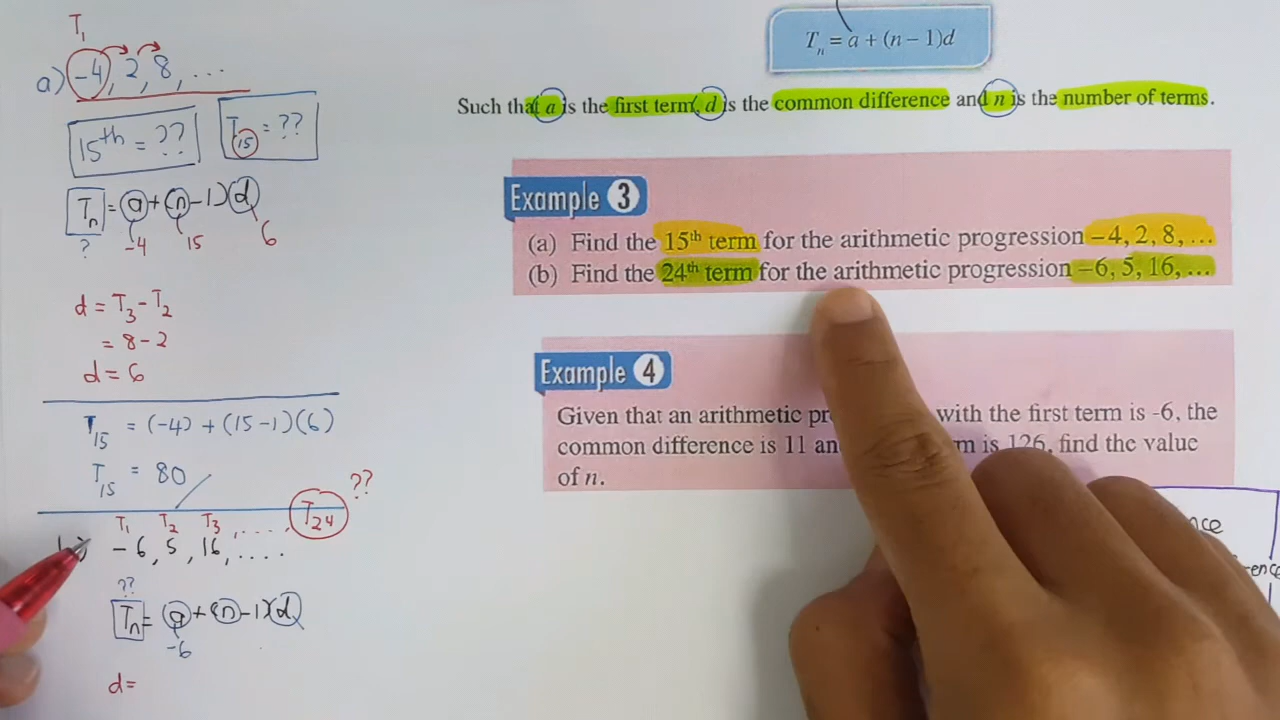 T₁
a) -4, 2, 8, ...
15th = ??
T₁₅ = ??
Tₙ = a + (n - 1)(d)
? -4 15 6
d = T₃ - T₂
= 8 - 2
d = 6
T₁₅ = (-4) + (15 - 1)(6)
T₁₅ = 80
T₁ T₂ T₃ , ..... T₂₄ ??
- 6, 5, 16, ....
??
Tₙ = (a + (n - 1)(d)
-6
d =
Tₙ = a + (n − 1)d
Such that a is the first term, d is the common difference and n is the number of terms.
Example 3
(a) Find the 15th term for the arithmetic progression −4, 2, 8, ...
(b) Find the 24th term for the arithmetic progression −6, 5, 16, ...
Example 4
Given that an arithmetic with the first term is -6, the
common difference is 11 is 126, find the value
of n.